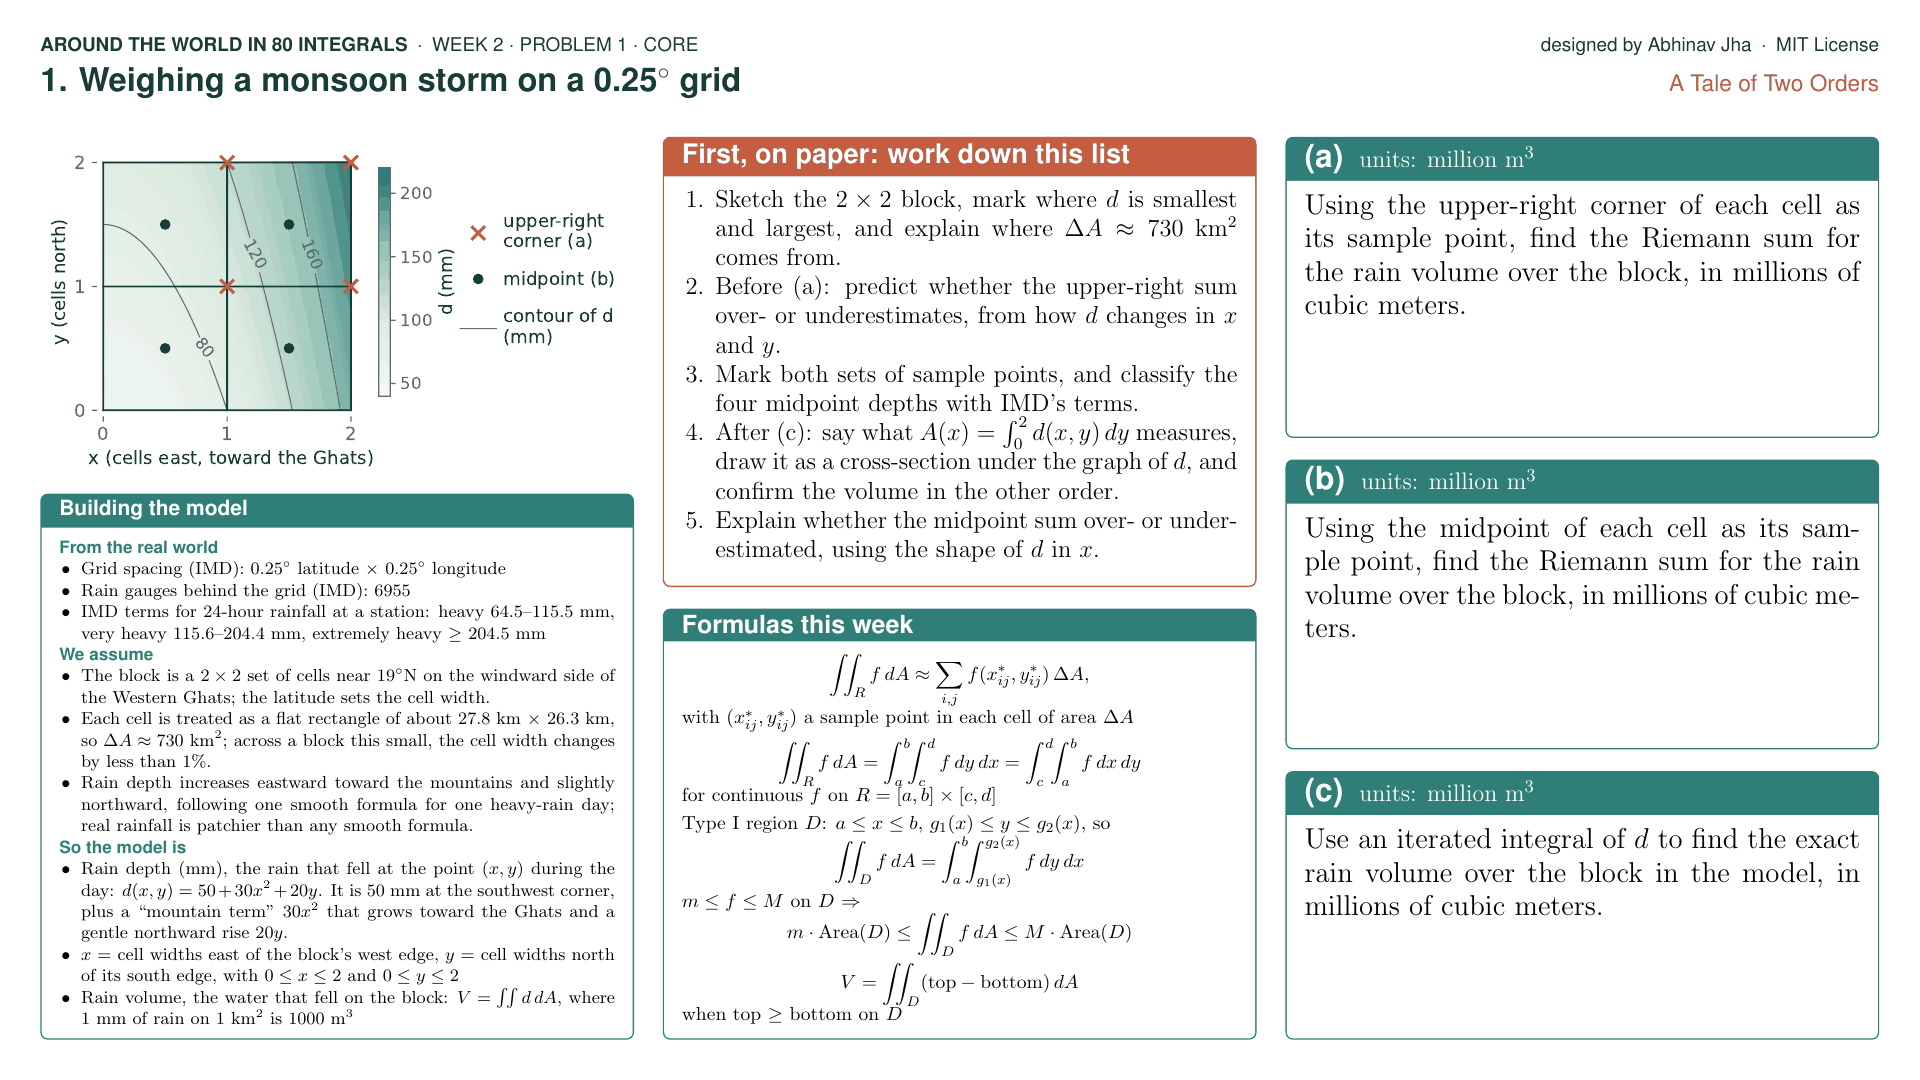 AROUND THE WORLD IN 80 INTEGRALS · WEEK 2 · PROBLEM 1 · CORE
designed by Abhinav Jha · MIT License
1. Weighing a monsoon storm on a 0.25° grid
A Tale of Two Orders
2
1
0
0
1
2
y (cells north)
x (cells east, toward the Ghats)
80
120
160
200
150
100
50
d (mm)
upper-right
corner (a)
midpoint (b)
contour of d
(mm)
Building the model
From the real world
• Grid spacing (IMD): 0.25° latitude × 0.25° longitude
• Rain gauges behind the grid (IMD): 6955
• IMD terms for 24-hour rainfall at a station: heavy 64.5–115.5 mm,
very heavy 115.6–204.4 mm, extremely heavy ≥ 204.5 mm
We assume
• The block is a 2 × 2 set of cells near 19°N on the windward side of
the Western Ghats; the latitude sets the cell width.
• Each cell is treated as a flat rectangle of about 27.8 km × 26.3 km,
so ΔA ≈ 730 km²; across a block this small, the cell width changes
by less than 1%.
• Rain depth increases eastward toward the mountains and slightly
northward, following one smooth formula for one heavy-rain day;
real rainfall is patchier than any smooth formula.
So the model is
• Rain depth (mm), the rain that fell at the point (x, y) during the
day: d(x, y) = 50 + 30x² + 20y. It is 50 mm at the southwest corner,
plus a “mountain term” 30x² that grows toward the Ghats and a
gentle northward rise 20y.
• x = cell widths east of the block’s west edge, y = cell widths north
of its south edge, with 0 ≤ x ≤ 2 and 0 ≤ y ≤ 2
• Rain volume, the water that fell on the block: V = ∬ d dA, where
1 mm of rain on 1 km² is 1000 m³
First, on paper: work down this list
1. Sketch the 2 × 2 block, mark where d is smallest
and largest, and explain where ΔA ≈ 730 km²
comes from.
2. Before (a): predict whether the upper-right sum
over- or underestimates, from how d changes in x
and y.
3. Mark both sets of sample points, and classify the
four midpoint depths with IMD’s terms.
4. After (c): say what A(x) = ∫₀² d(x, y) dy measures,
draw it as a cross-section under the graph of d, and
confirm the volume in the other order.
5. Explain whether the midpoint sum over- or under-
estimated, using the shape of d in x.
Formulas this week
∬_R f dA ≈ ∑_{i,j} f(x*_{ij}, y*_{ij}) ΔA,
with (x*_{ij}, y*_{ij}) a sample point in each cell of area ΔA
∬_R f dA = ∫_a^b ∫_c^d f dy dx = ∫_c^d ∫_a^b f dx dy
for continuous f on R = [a, b] × [c, d]
Type I region D: a ≤ x ≤ b, g₁(x) ≤ y ≤ g₂(x), so
∬_D f dA = ∫_a^b ∫_{g₁(x)}^{g₂(x)} f dy dx
m ≤ f ≤ M on D ⇒
m · Area(D) ≤ ∬_D f dA ≤ M · Area(D)
V = ∬_D (top − bottom) dA
when top ≥ bottom on D
(a) units: million m³
Using the upper-right corner of each cell as
its sample point, find the Riemann sum for
the rain volume over the block, in millions of
cubic meters.
(b) units: million m³
Using the midpoint of each cell as its sam-
ple point, find the Riemann sum for the rain
volume over the block, in millions of cubic me-
ters.
(c) units: million m³
Use an iterated integral of d to find the exact
rain volume over the block in the model, in
millions of cubic meters.